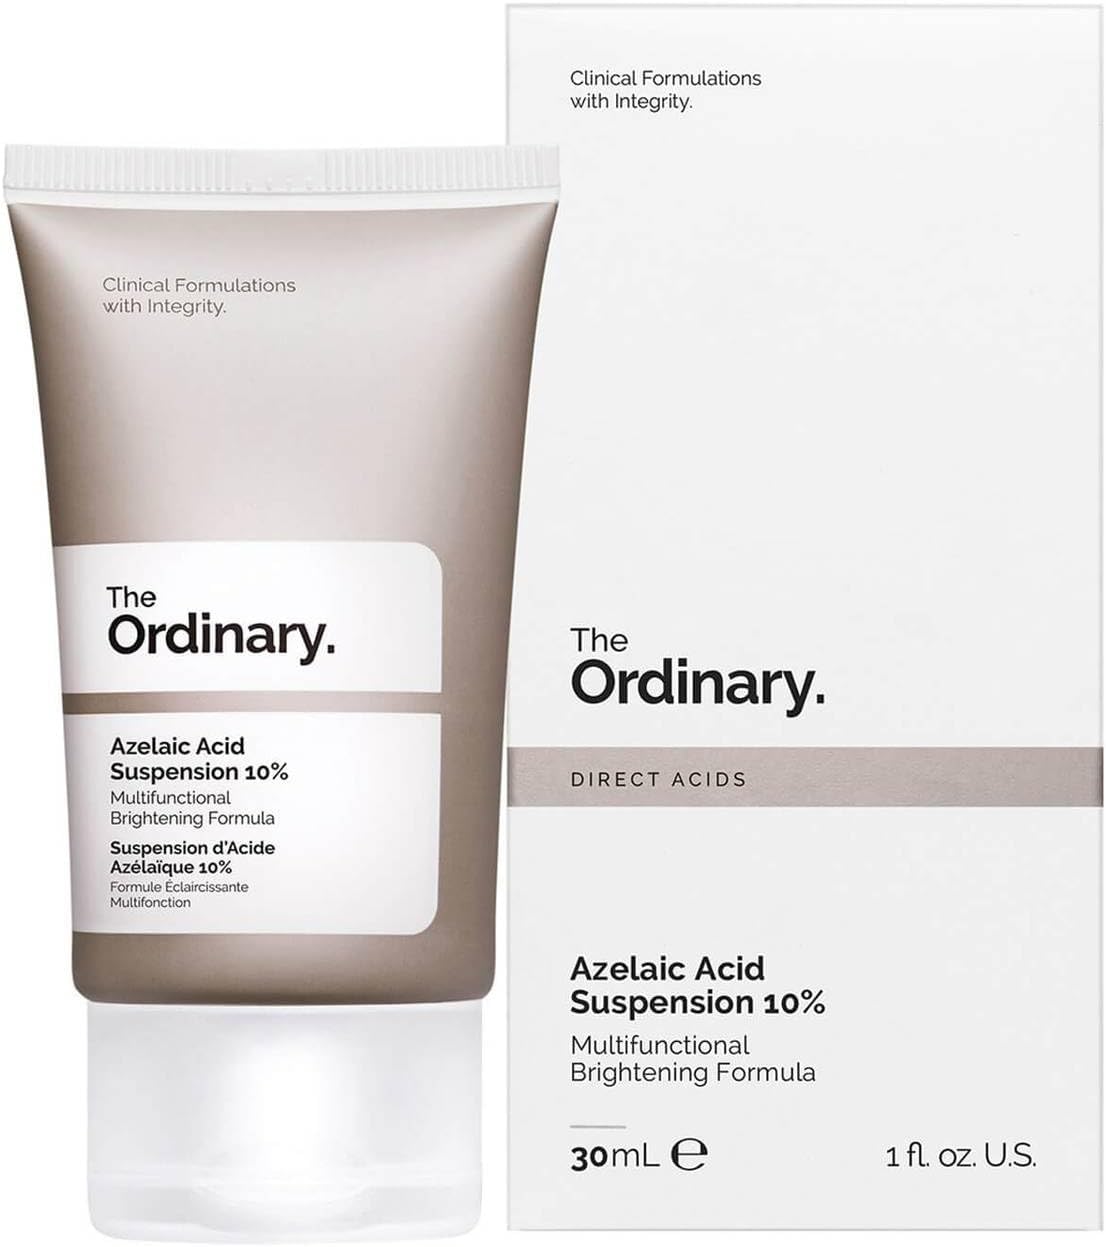 Clinical Formulations
with Integrity.
The
Ordinary.
Azelaic Acid
Suspension 10%
Multifunctional
Brightening Formula
Suspension d'Acide
Azélaïque 10%
Formule Éclaircissante
Multifonction
Clinical Formulations
with Integrity.
The
Ordinary.
DIRECT ACIDS
Azelaic Acid
Suspension 10%
Multifunctional
Brightening Formula
30mL ℮ 1 fl. oz. U.S.